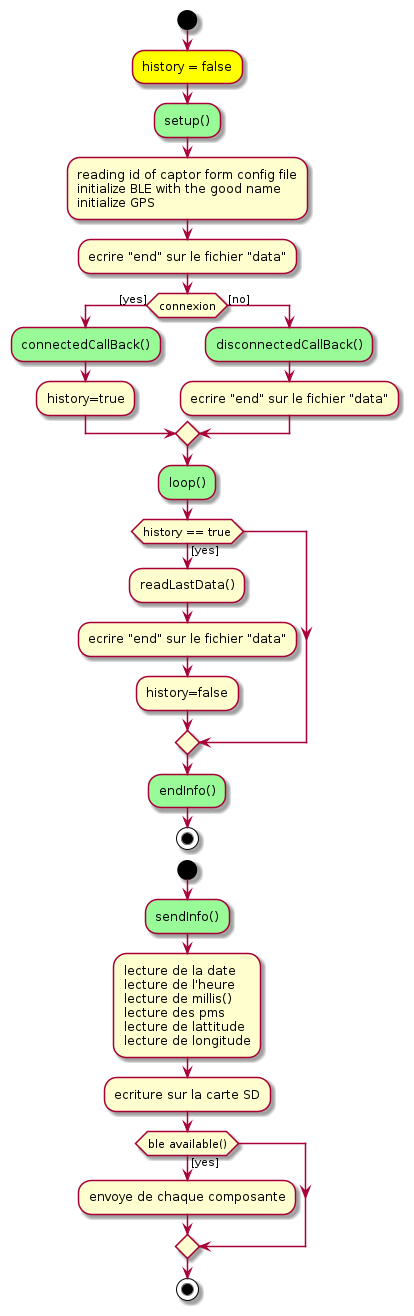 history = false
setup()
reading id of captor form config file
initialize BLE with the good name
initialize GPS
ecrire "end" sur le fichier "data"
[yes] connexion [no]
connectedCallBack() disconnectedCallBack()
history=true ecrire "end" sur le fichier "data"
loop()
history == true
[yes]
readLastData()
ecrire "end" sur le fichier "data"
history=false
endInfo()
sendInfo()
lecture de la date
lecture de l'heure
lecture de millis()
lecture des pms
lecture de lattitude
lecture de longitude
ecriture sur la carte SD
ble available()
[yes]
envoye de chaque composante